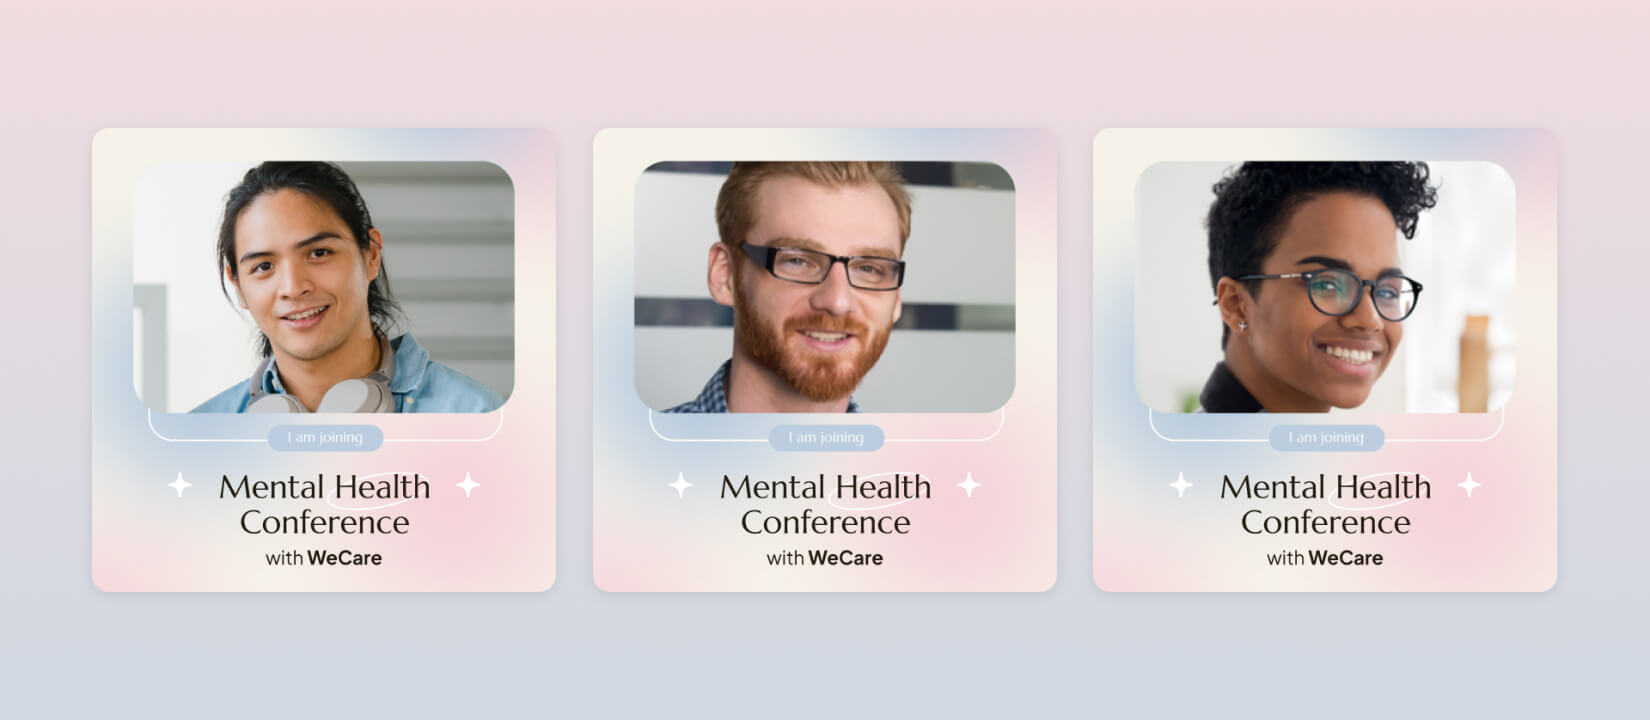 I am joining
Mental Health
Conference
with WeCare
I am joining
Mental Health
Conference
with WeCare
I am joining
Mental Health
Conference
with WeCare